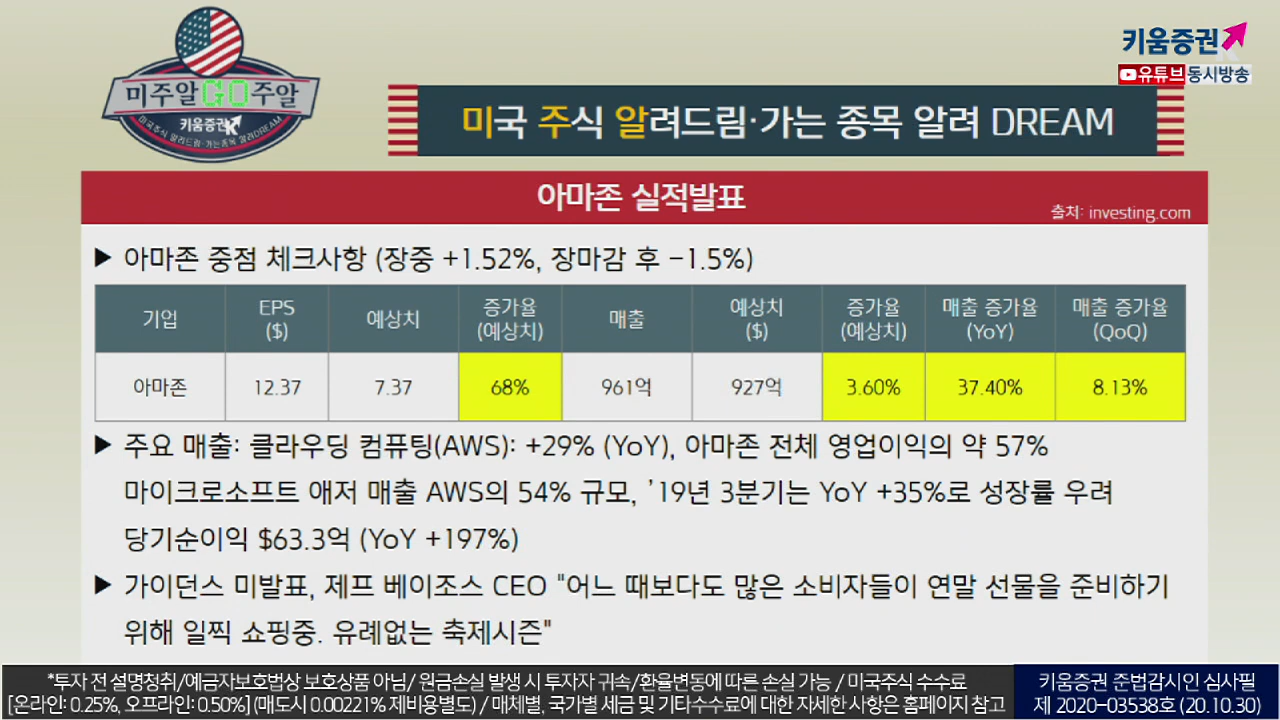 미주알GO주알
키움증권
미국주식 알려드림·가는종목 알려DREAM
미국 주식 알려드림·가는 종목 알려 DREAM
키움증권
유튜브 동시방송
아마존 실적발표
출처: investing.com
▶ 아마존 중점 체크사항 (장중 +1.52%, 장마감 후 -1.5%)
기업 EPS ($) 예상치 증가율 (예상치) 매출 예상치 ($) 증가율 (예상치) 매출 증가율 (YoY) 매출 증가율 (QoQ)
아마존 12.37 7.37 68% 961억 927억 3.60% 37.40% 8.13%
▶ 주요 매출: 클라우딩 컴퓨팅(AWS): +29% (YoY), 아마존 전체 영업이익의 약 57%
마이크로소프트 애저 매출 AWS의 54% 규모, '19년 3분기는 YoY +35%로 성장률 우려
당기순이익 $63.3억 (YoY +197%)
▶ 가이던스 미발표, 제프 베이조스 CEO "어느 때보다도 많은 소비자들이 연말 선물을 준비하기
위해 일찍 쇼핑중. 유례없는 축제시즌"
*투자 전 설명청취/예금자보호법상 보호상품 아님/ 원금손실 발생 시 투자자 귀속/환율변동에 따른 손실 가능 / 미국주식 수수료
[온라인: 0.25%, 오프라인: 0.50%] (매도시 0.00221% 제비용별도) / 매체별, 국가별 세금 및 기타수수료에 대한 자세한 사항은 홈페이지 참고
키움증권 준법감시인 심사필
제 2020-03538호 (20.10.30)